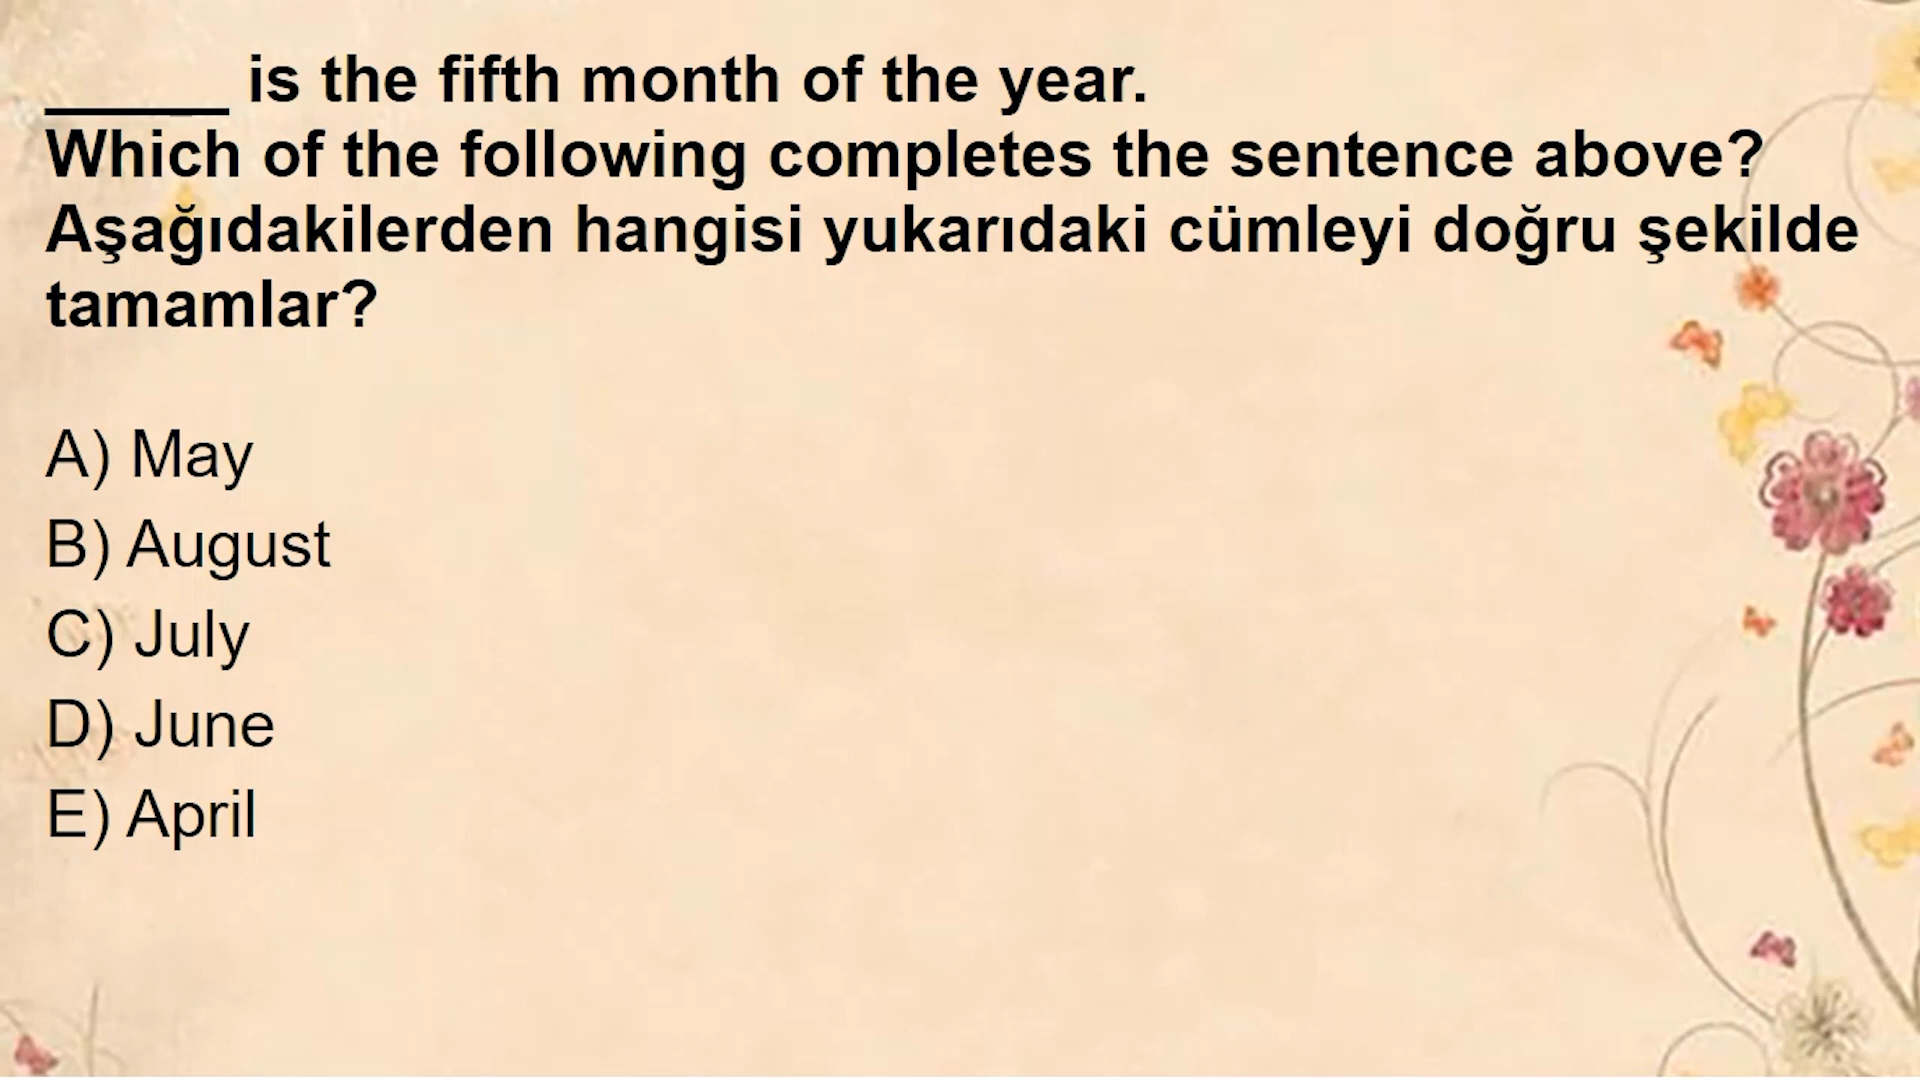 _____ is the fifth month of the year.
Which of the following completes the sentence above?
Aşağıdakilerden hangisi yukarıdaki cümleyi doğru şekilde
tamamlar?
A) May
B) August
C) July
D) June
E) April